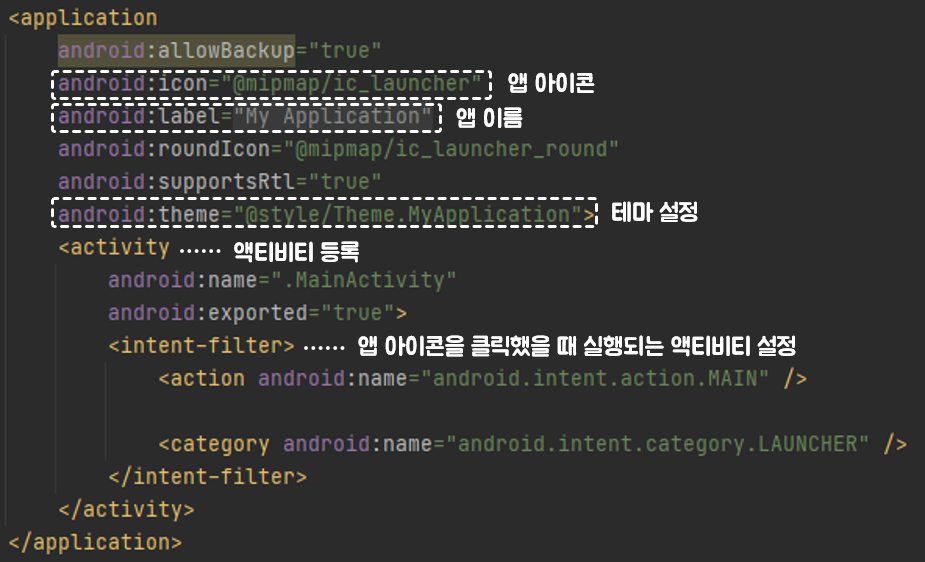 <application
android:allowBackup="true"
android:icon="@mipmap/ic_launcher" 앱 아이콘
android:label="My Application" 앱 이름
android:roundIcon="@mipmap/ic_launcher_round"
android:supportsRtl="true"
android:theme="@style/Theme.MyApplication"> 테마 설정
<activity ······ 액티비티 등록
android:name=".MainActivity"
android:exported="true">
<intent-filter> ······ 앱 아이콘을 클릭했을 때 실행되는 액티비티 설정
<action android:name="android.intent.action.MAIN" />
<category android:name="android.intent.category.LAUNCHER" />
</intent-filter>
</activity>
</application>